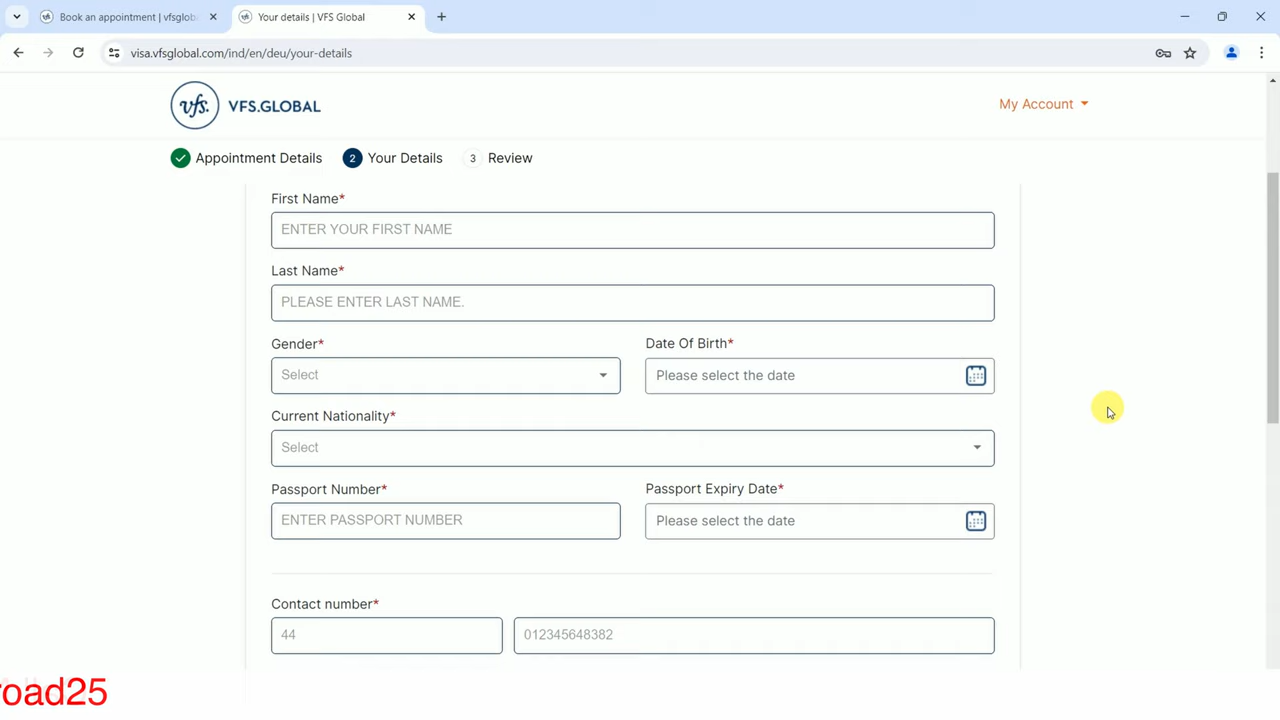 Book an appointment | vfsglob
Your details | VFS Global
visa.vfsglobal.com/ind/en/deu/your-details
vfs. VFS.GLOBAL
My Account
Appointment Details
2 Your Details
3 Review
First Name*
ENTER YOUR FIRST NAME
Last Name*
PLEASE ENTER LAST NAME.
Gender*
Date Of Birth*
Select
Please select the date
Current Nationality*
Select
Passport Number*
Passport Expiry Date*
ENTER PASSPORT NUMBER
Please select the date
Contact number*
44
012345648382
road25